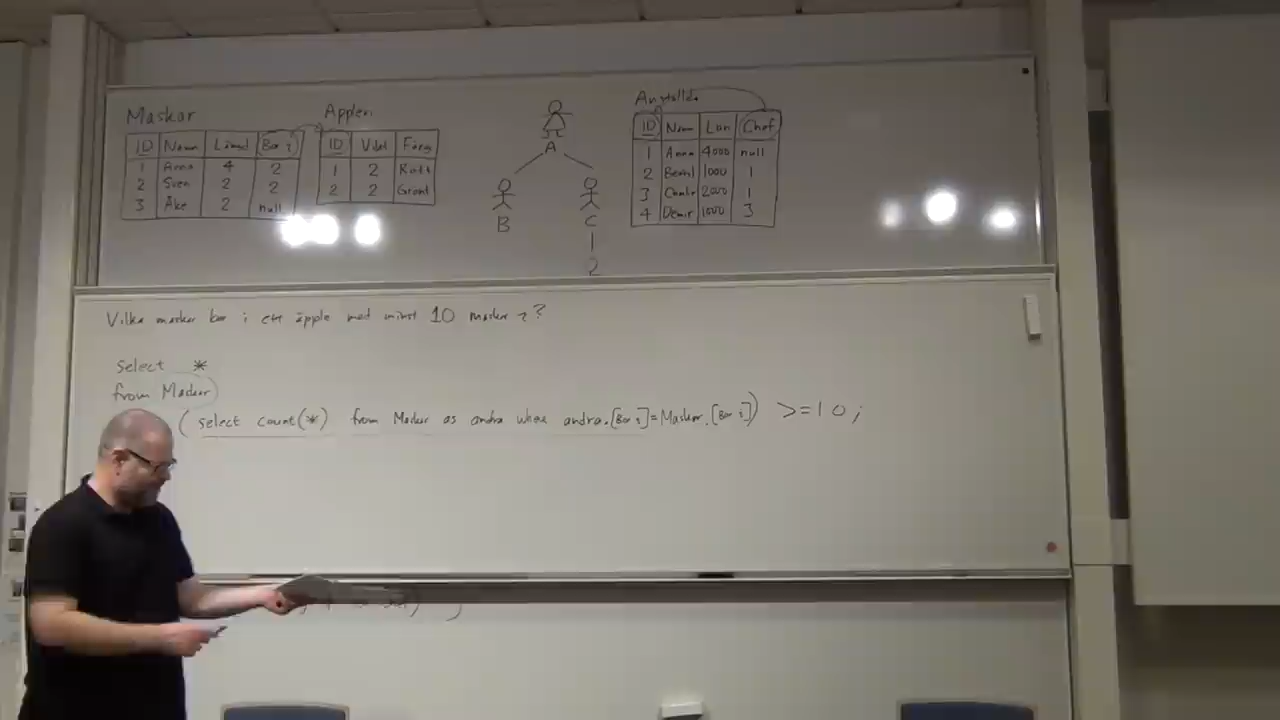 Maskar
ID Namn Längd Bor i
1 Anna 4 2
2 Sven 2 2
3 Åke 2 null
Äpplen
ID Vikt Färg
1 2 Rött
2 2 Grönt
A
B C
1
2
Anställda
ID Namn Lön Chef
1 Anna 4000 null
2 Bertil 1000 1
3 2000 1
4 1000 3
Vilka maskar bor i ett äpple med minst 10 maskar i?
Select *
from Maskar
(select count(*) from Maskar as andra where andra.[Bor i]=Maskar.[Bor i]) >=10;